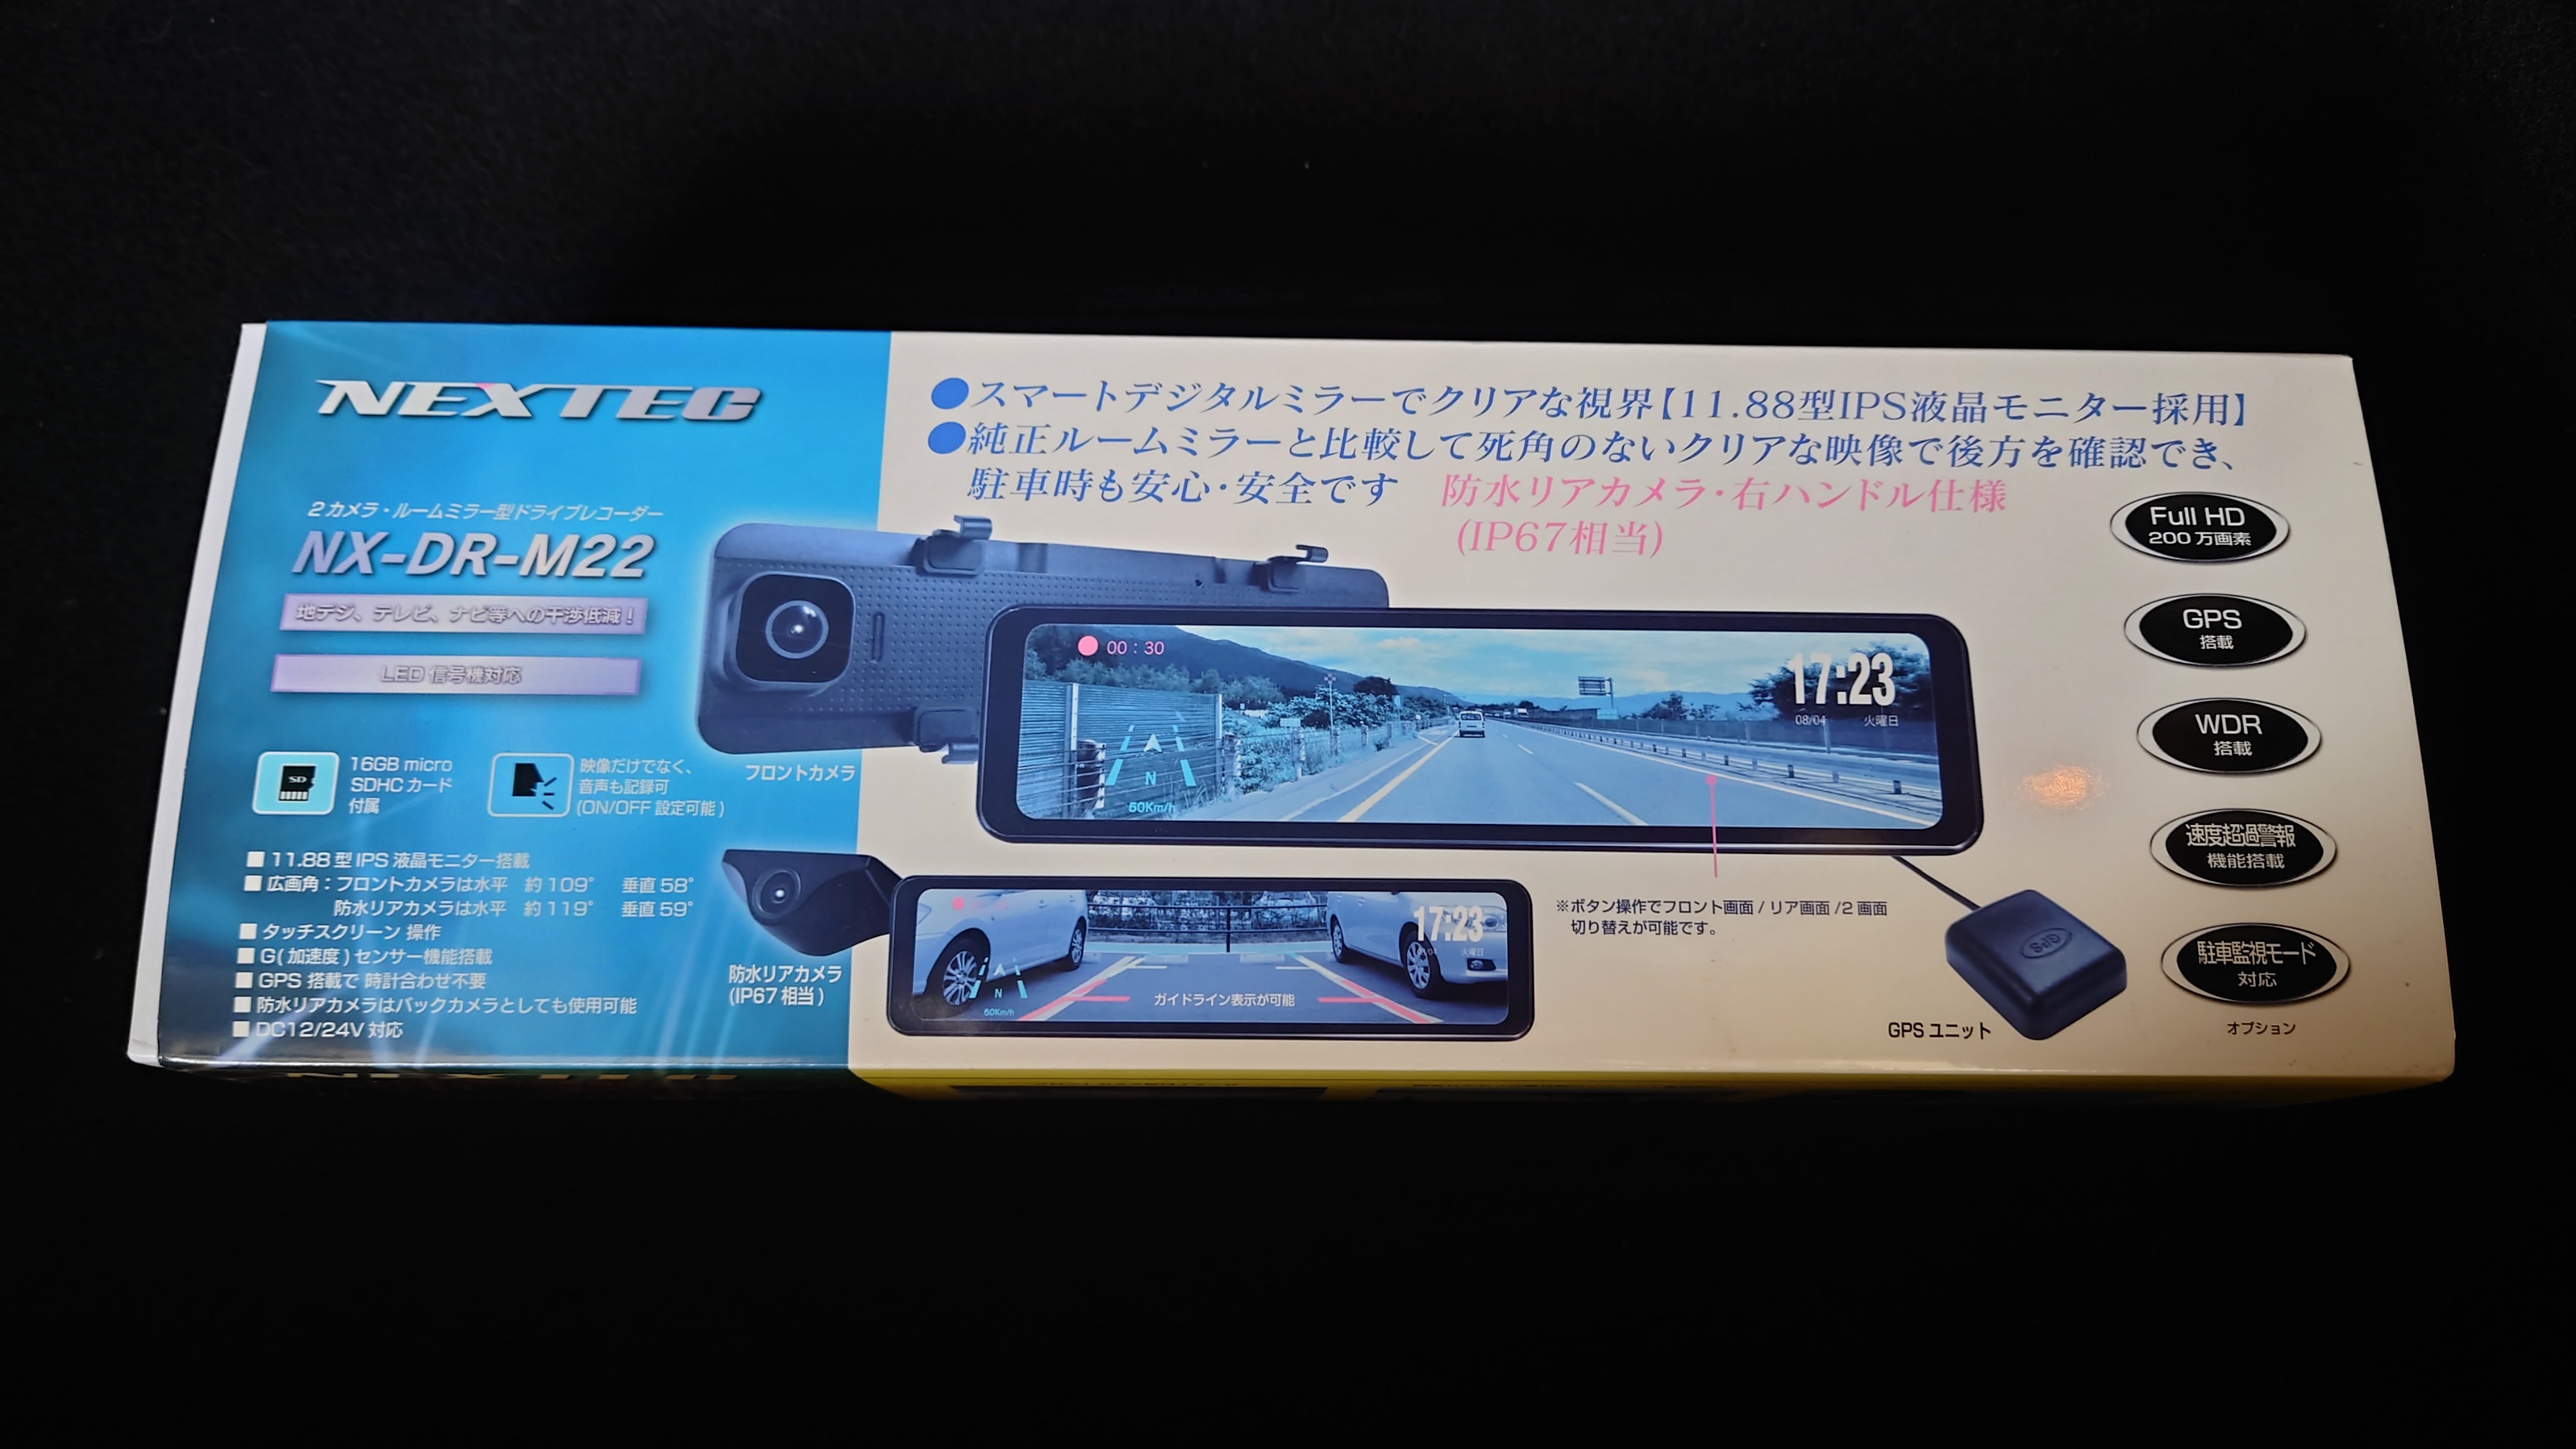 NEXTEC
2カメラ・ルームミラー型ドライブレコーダー
NX-DR-M22
地デジ、テレビ、ナビ等への干渉低減！
LED 信号機対応
16GB micro
SDHC カード
付属
映像だけでなく、
音声も記録可
(ON/OFF 設定可能)
■ 11.88 型 IPS 液晶モニター搭載
■ 広画角：フロントカメラは水平 約 109° 垂直 58°
防水リアカメラは水平 約 119° 垂直 59°
■ タッチスクリーン 操作
■ G( 加速度 ) センサー機能搭載
■ GPS 搭載で 時計合わせ不要
■ 防水リアカメラはバックカメラとしても使用可能
■ DC12/24V 対応
●スマートデジタルミラーでクリアな視界【11.88型IPS液晶モニター採用】
●純正ルームミラーと比較して死角のないクリアな映像で後方を確認でき、
駐車時も安心・安全です 防水リアカメラ・右ハンドル仕様
(IP67相当)
フロントカメラ
00：30
17:23
08/04 火曜日
N
50Km/h
防水リアカメラ
(IP67 相当 )
17:23
火曜日
N
50Km/h
ガイドライン表示が可能
※ボタン操作でフロント画面 / リア画面 /2 画面
切り替えが可能です。
GPS
GPS ユニット
Full HD
200 万画素
GPS
搭載
WDR
搭載
速度超過警報
機能搭載
駐車監視モード
対応
オプション